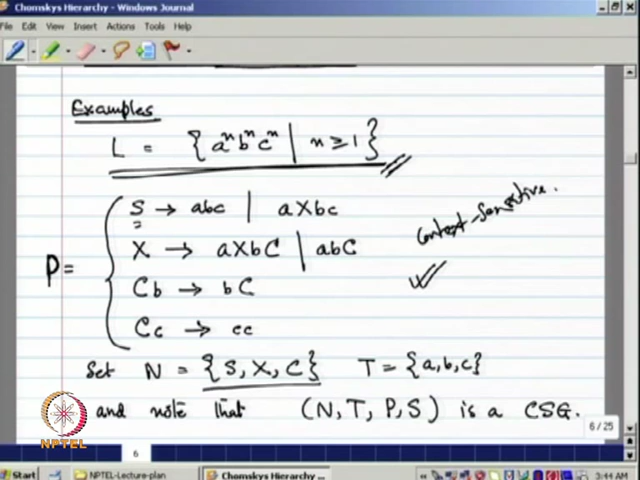 Chomskys Hierarchy - Windows Journal
File Edit View Insert Actions Tools Help
Examples
L = {aⁿbⁿcⁿ | n ≥ 1}
S → abc | aXbc
X → aXbC | abC
P =
Cb → bC
Cc → cc
Context-Sensitive.
Set N = {S, X, C} T = {a, b, c}
and note that (N, T, P, S) is a CSG.
NPTEL
6 / 25
6
Start NPTEL-Lecture-plan Chomskys Hierarchy - ... 3:44 AM